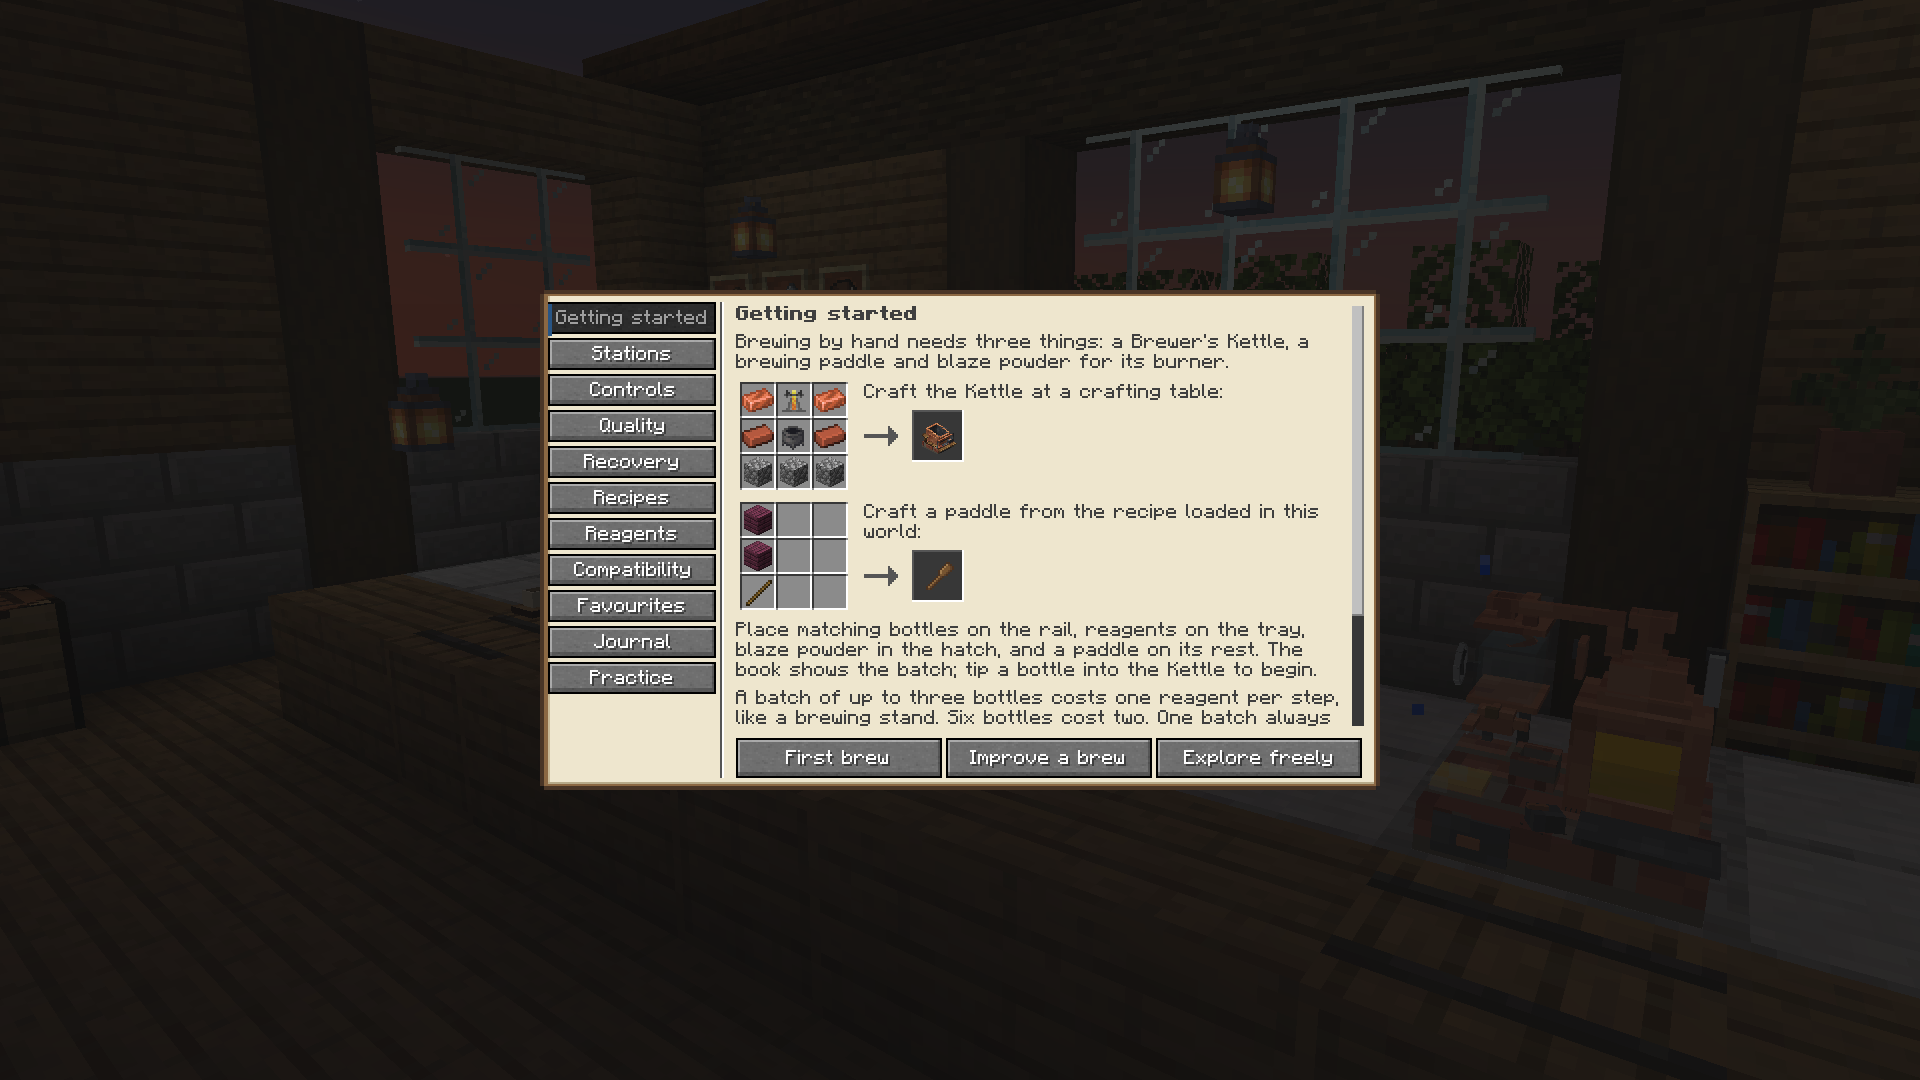 Getting started
Stations
Controls
Quality
Recovery
Recipes
Reagents
Compatibility
Favourites
Journal
Practice
Getting started
Brewing by hand needs three things: a Brewer's Kettle, a
brewing paddle and blaze powder for its burner.
Craft the Kettle at a crafting table:
Craft a paddle from the recipe loaded in this
world:
Place matching bottles on the rail, reagents on the tray,
blaze powder in the hatch, and a paddle on its rest. The
book shows the batch; tip a bottle into the Kettle to begin.
A batch of up to three bottles costs one reagent per step,
like a brewing stand. Six bottles cost two. One batch always
First brew
Improve a brew
Explore freely